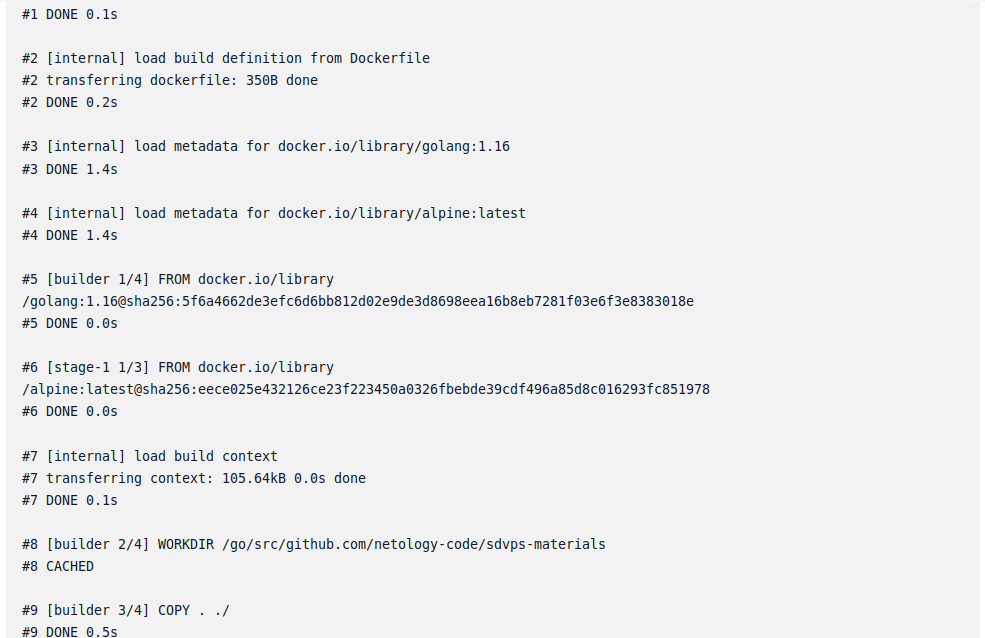 #1 DONE 0.1s
#2 [internal] load build definition from Dockerfile
#2 transferring dockerfile: 350B done
#2 DONE 0.2s
#3 [internal] load metadata for docker.io/library/golang:1.16
#3 DONE 1.4s
#4 [internal] load metadata for docker.io/library/alpine:latest
#4 DONE 1.4s
#5 [builder 1/4] FROM docker.io/library
/golang:1.16@sha256:5f6a4662de3efc6d6bb812d02e9de3d8698eea16b8eb7281f03e6f3e8383018e
#5 DONE 0.0s
#6 [stage-1 1/3] FROM docker.io/library
/alpine:latest@sha256:eece025e432126ce23f223450a0326fbebde39cdf496a85d8c016293fc851978
#6 DONE 0.0s
#7 [internal] load build context
#7 transferring context: 105.64kB 0.0s done
#7 DONE 0.1s
#8 [builder 2/4] WORKDIR /go/src/github.com/netology-code/sdvps-materials
#8 CACHED
#9 [builder 3/4] COPY . ./
#9 DONE 0.5s